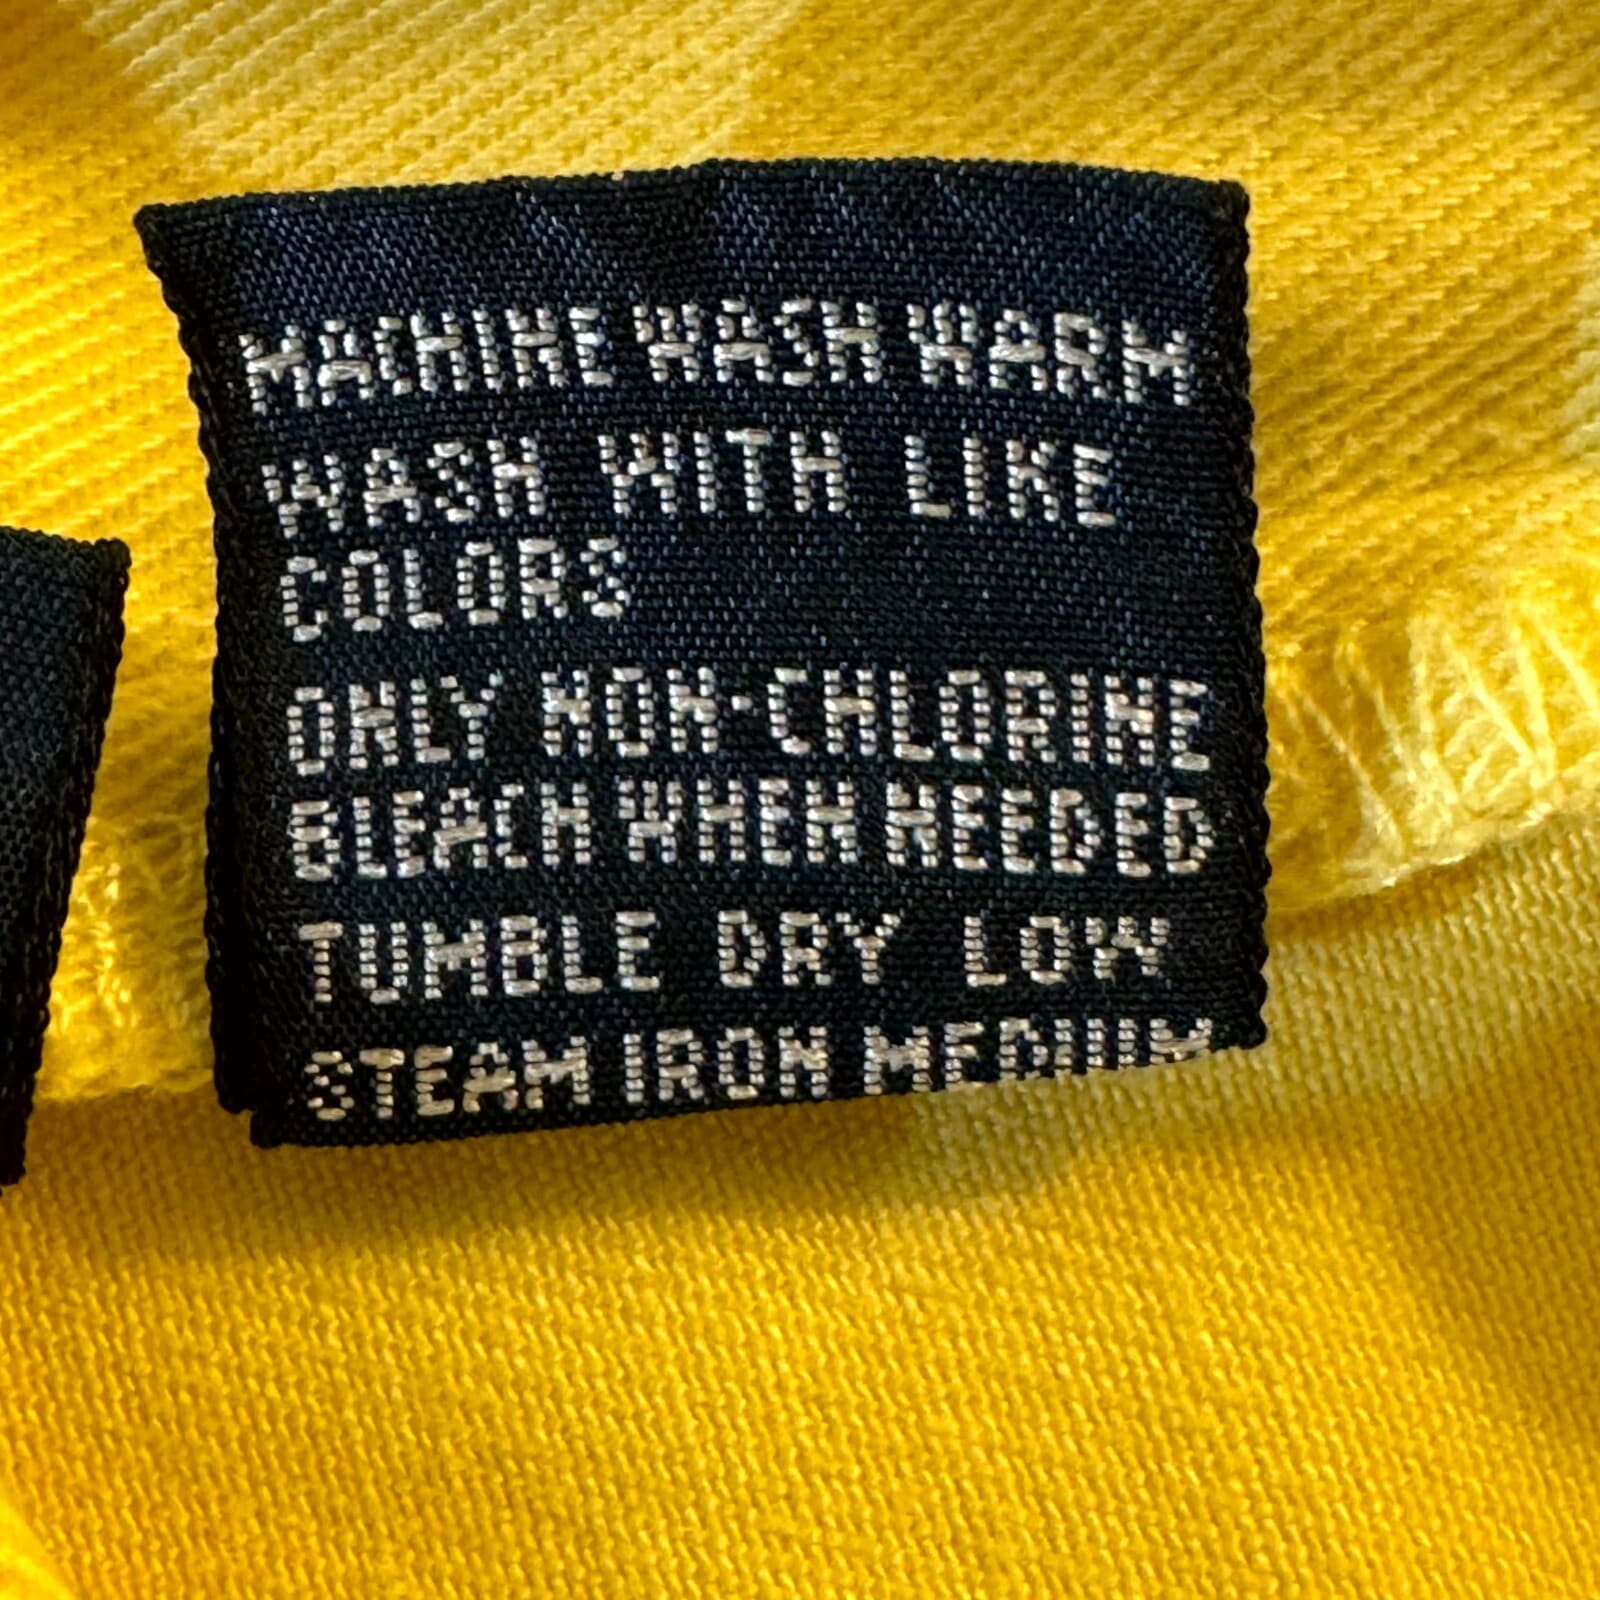 MACHINE WASH WARM
WASH WITH LIKE
COLORS
ONLY NON-CHLORINE
BLEACH WHEN NEEDED
TUMBLE DRY LOW
STEAM IRON MEDIUM